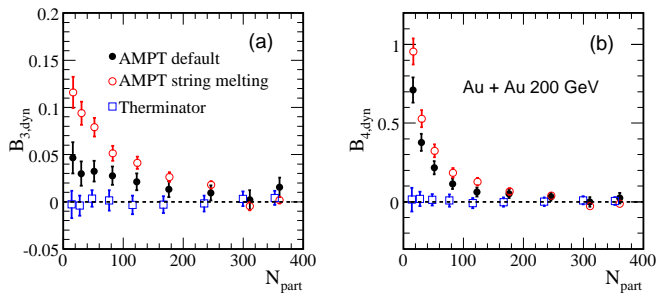 0.2
0.15
0.1
0.05
0
-0.05
B3,dyn
(a)
AMPT default
AMPT string melting
Therminator
0 100 200 300 400
Npart
1
0.5
0
B4,dyn
(b)
Au + Au 200 GeV
0 100 200 300 400
Npart